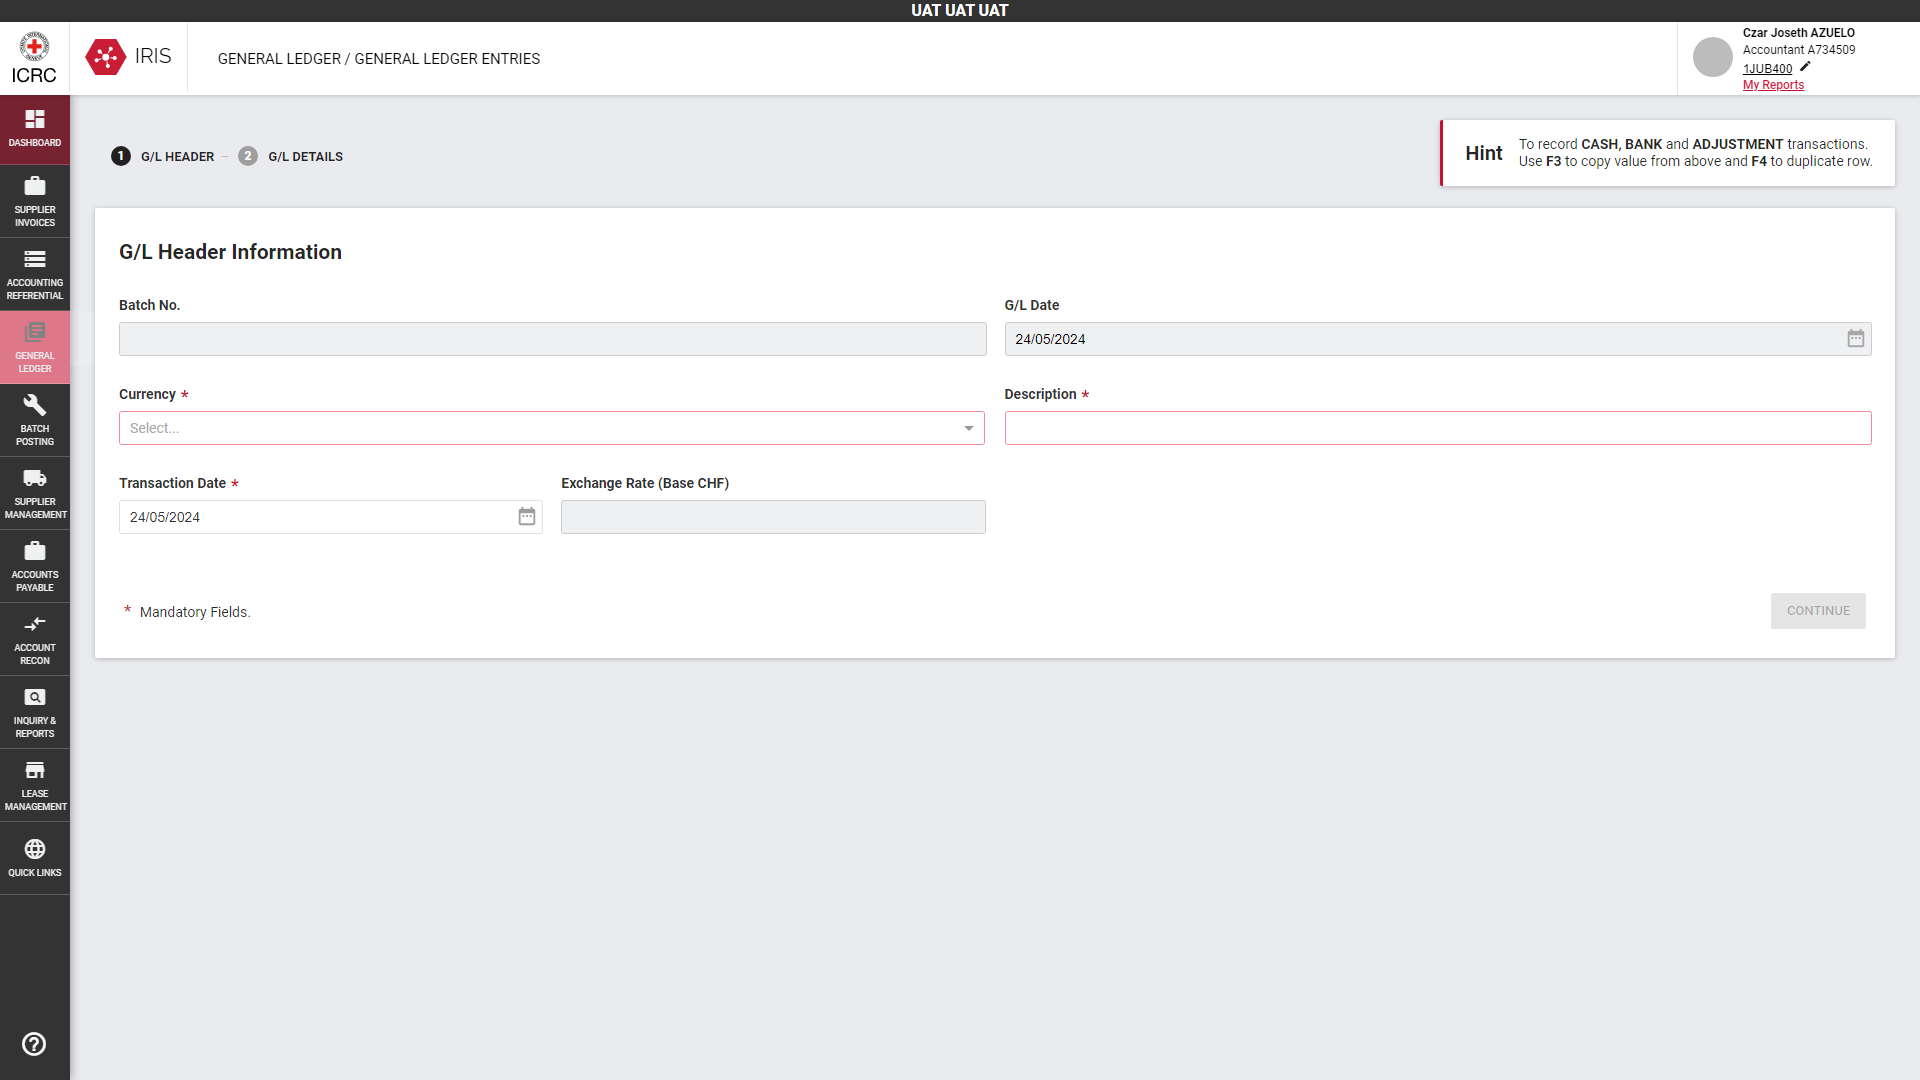 UAT UAT UAT
ICRC
IRIS
GENERAL LEDGER / GENERAL LEDGER ENTRIES
Czar Joseth AZUELO
Accountant A734509
1JUB400
My Reports
DASHBOARD
SUPPLIER
INVOICES
ACCOUNTING
REFERENTIAL
GENERAL
LEDGER
BATCH
POSTING
SUPPLIER
MANAGEMENT
ACCOUNTS
PAYABLE
ACCOUNT
RECON
INQUIRY &
REPORTS
LEASE
MANAGEMENT
QUICK LINKS
1 G/L HEADER – 2 G/L DETAILS
Hint
To record CASH, BANK and ADJUSTMENT transactions.
Use F3 to copy value from above and F4 to duplicate row.
G/L Header Information
Batch No.
G/L Date
24/05/2024
Currency *
Select...
Description *
Transaction Date *
24/05/2024
Exchange Rate (Base CHF)
* Mandatory Fields.
CONTINUE